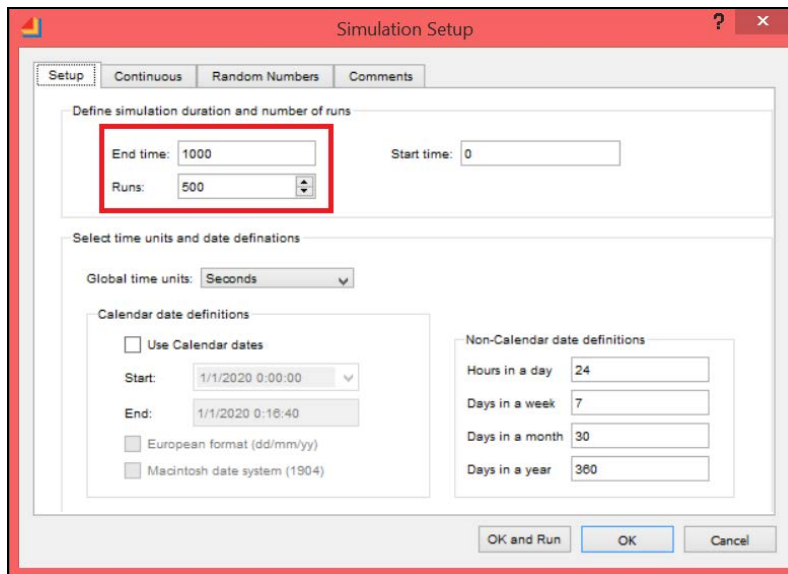 Simulation Setup
?
Setup Continuous Random Numbers Comments
Define simulation duration and number of runs
End time: 1000 Start time: 0
Runs: 500
Select time units and date definations
Global time units: Seconds
Calendar date definitions
Use Calendar dates
Start: 1/1/2020 0:00:00
End: 1/1/2020 0:16:40
European format (dd/mm/yy)
Macintosh date system (1904)
Non-Calendar date definitions
Hours in a day 24
Days in a week 7
Days in a month 30
Days in a year 360
OK and Run OK Cancel